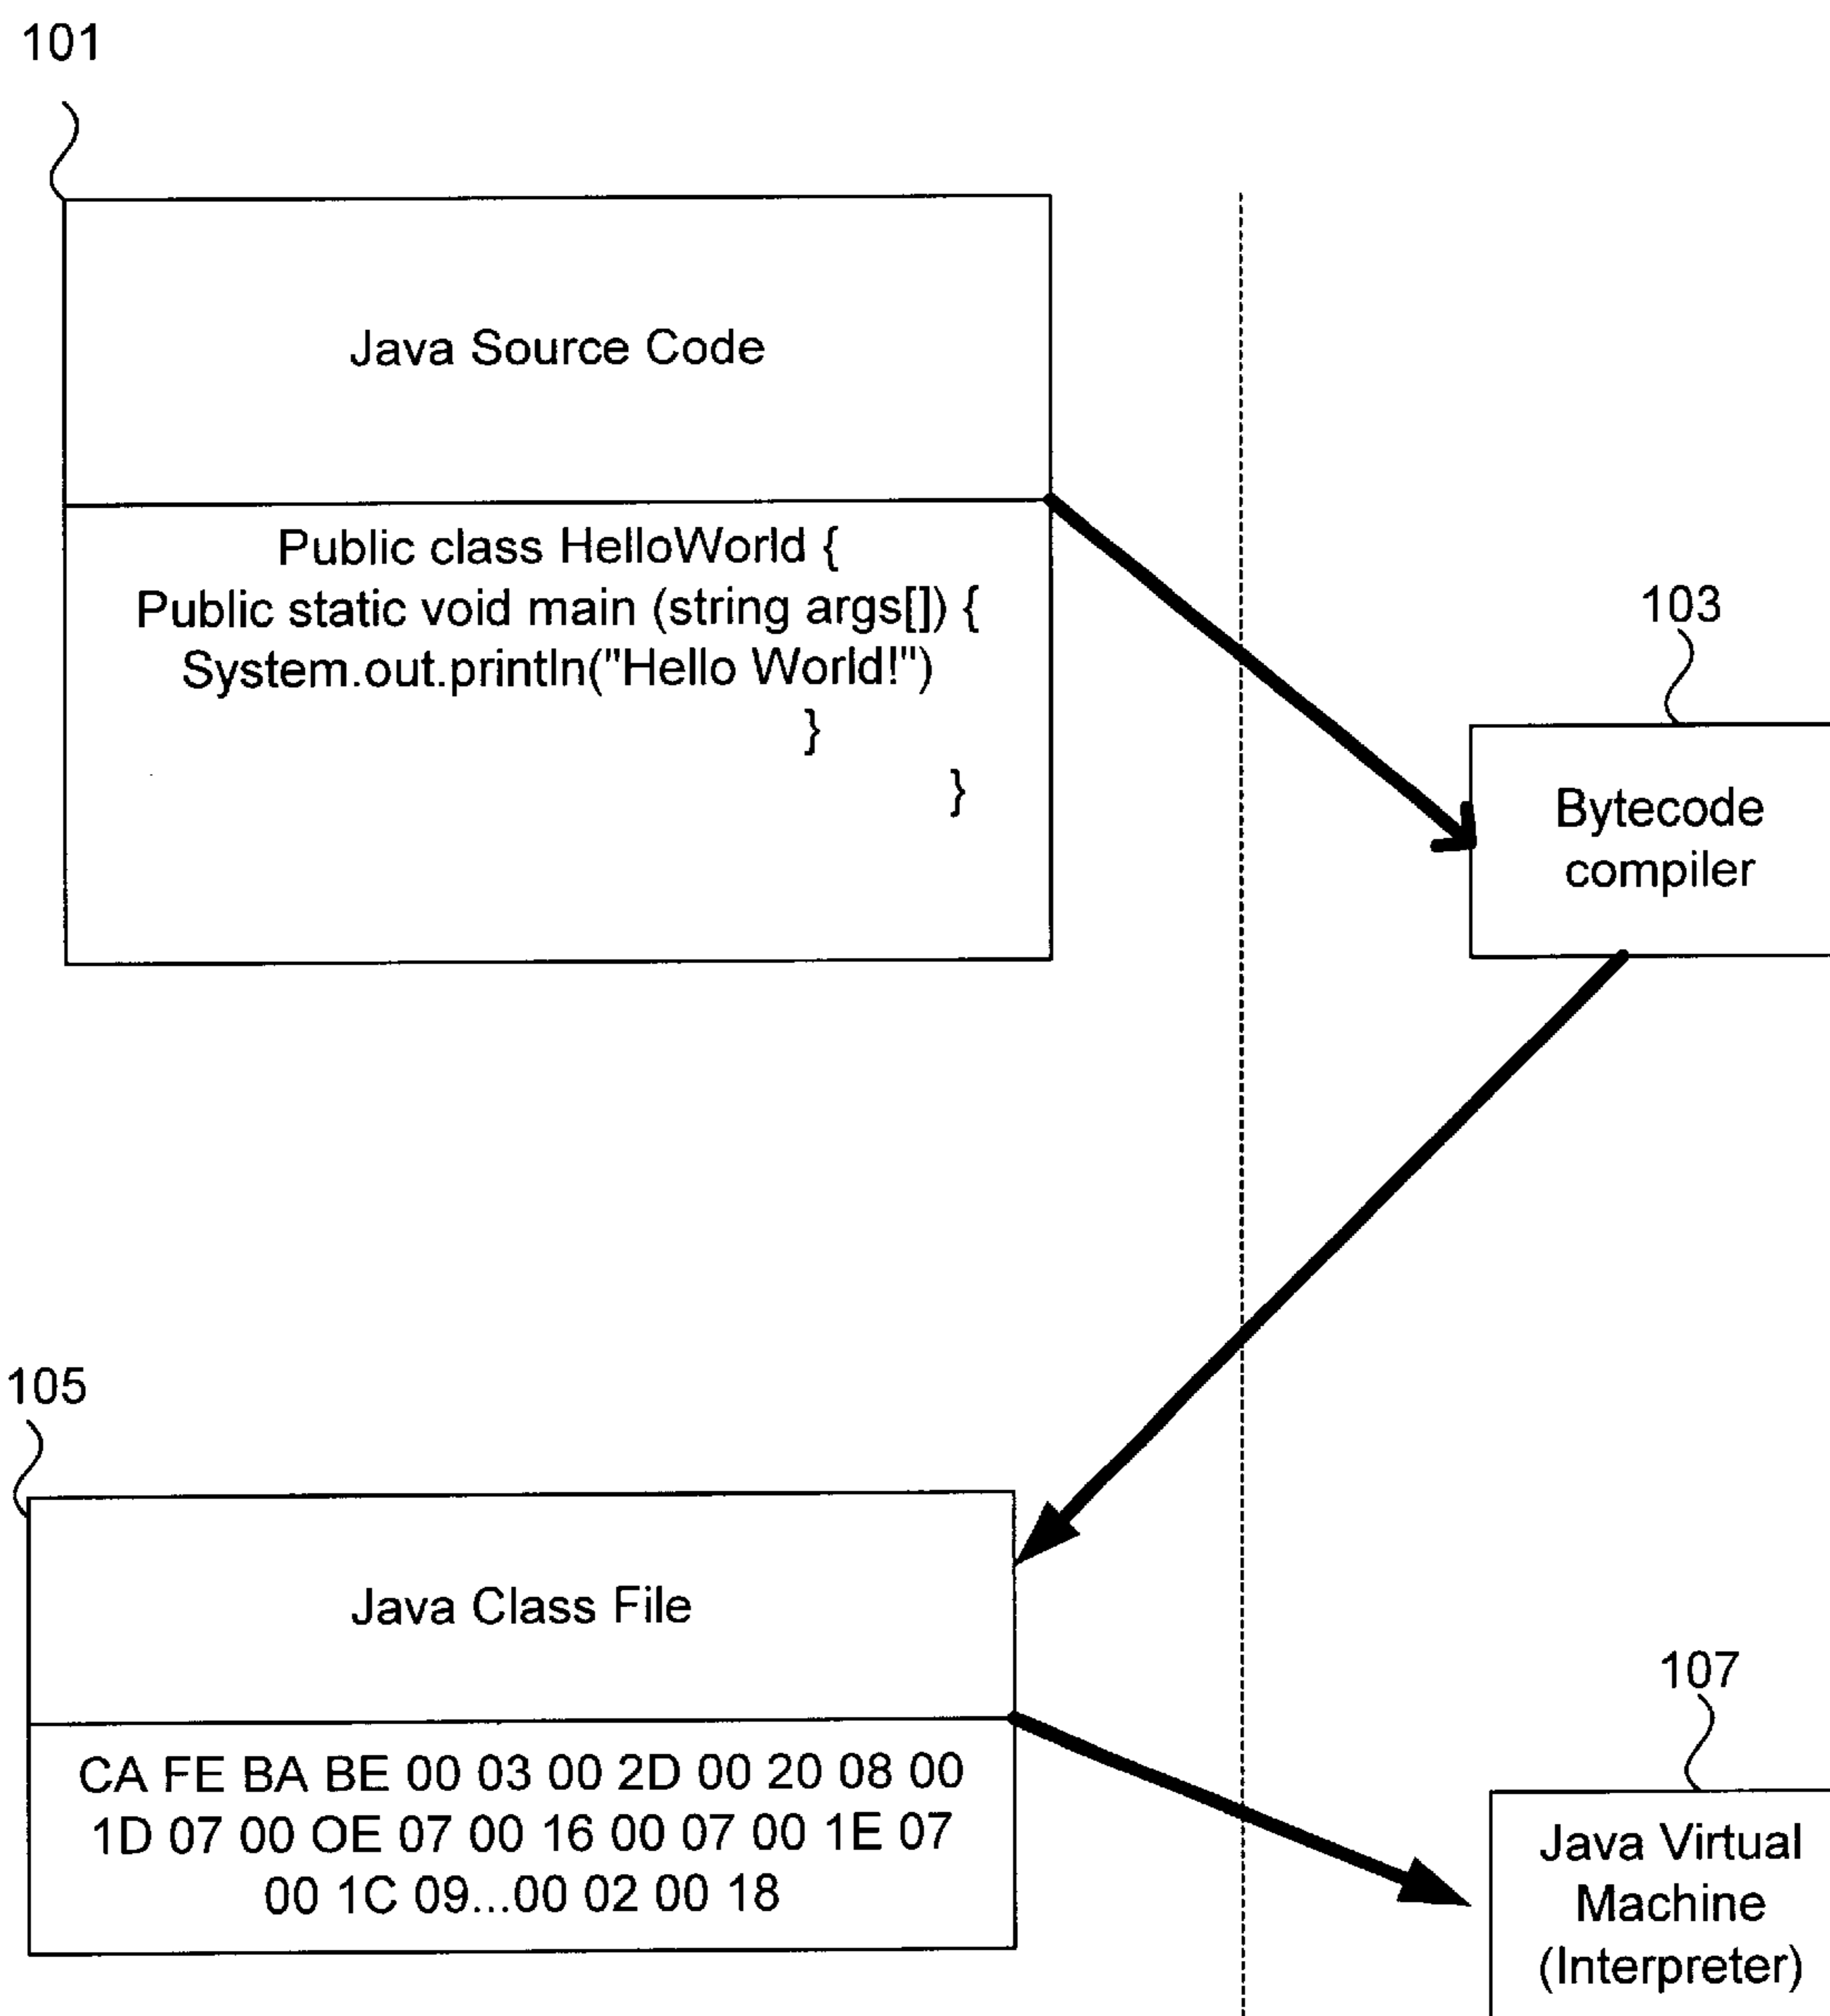 101
Java Source Code
Public class HelloWorld {
Public static void main (string args[]) {
System.out.println("Hello World!")
}
}
103
Bytecode
compiler
105
Java Class File
CA FE BA BE 00 03 00 2D 00 20 08 00
1D 07 00 OE 07 00 16 00 07 00 1E 07
00 1C 09...00 02 00 18
107
Java Virtual
Machine
(Interpreter)